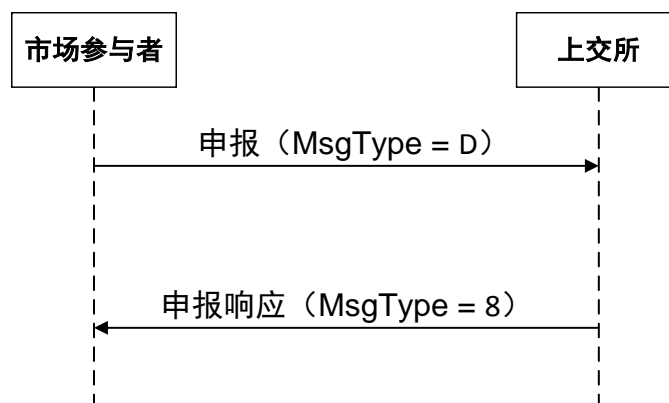 市场参与者
上交所
申报（MsgType = D）
申报响应（MsgType = 8）